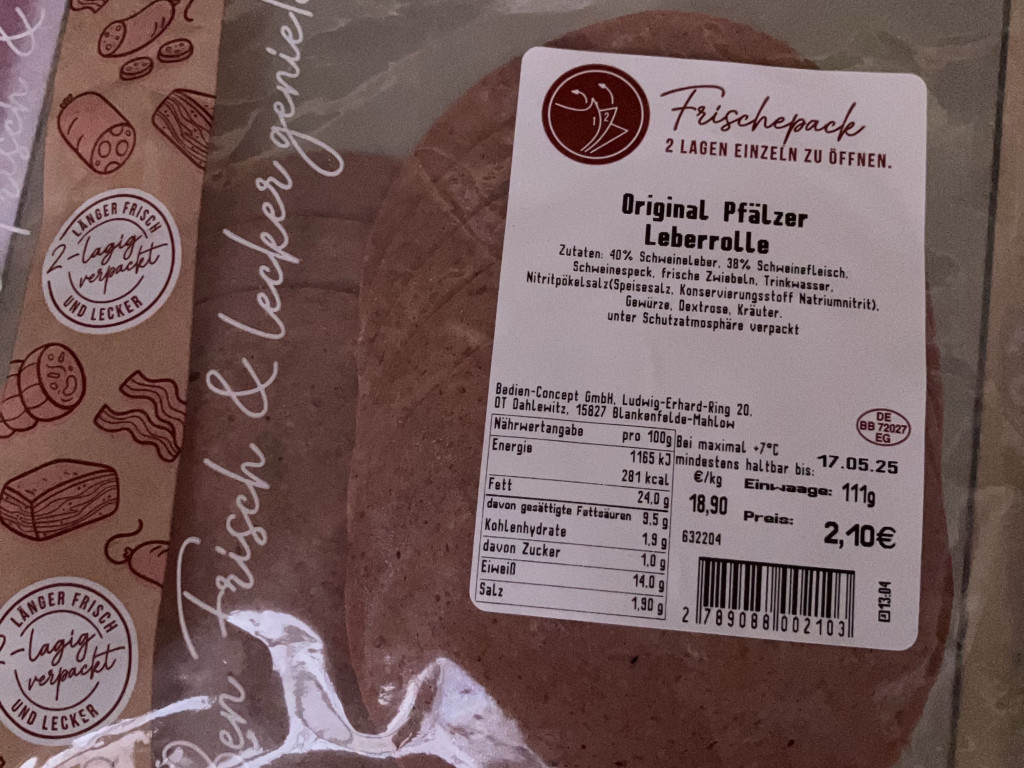 Frischepack
2 LAGEN EINZELN ZU ÖFFNEN.
Original Pfälzer
Leberrolle
Zutaten: 40% Schweineleber, 38% Schweinefleisch,
Schweinespeck, frische Zwiebeln, Trinkwasser,
Nitritpökelsalz(Speisesalz, Konservierungsstoff Natriumnitrit),
Gewürze, Dextrose, Kräuter.
unter Schutzatmosphäre verpackt
Bedien-Concept GmbH, Ludwig-Erhard-Ring 20,
OT Dahlewitz, 15827 Blankenfelde-Mahlow
DE
BB 72027
EG
Nährwertangabe pro 100g
Energie 1165 kJ
281 kcal
Fett 24,0 g
davon gesättigte Fettsäuren 9,5 g
Kohlenhydrate 1,9 g
davon Zucker 1,0 g
Eiweiß 14,0 g
Salz 1,90 g
Bei maximal +7°C
mindestens haltbar bis: 17.05.25
€/kg Einwaage: 111g
18,90 Preis: 2,10€
632204
2 789088 002103
13:04
LÄNGER FRISCH
2-lagig
verpackt
UND LECKER
LÄNGER FRISCH
2-lagig
verpackt
UND LECKER
Frisch & lecker genieß